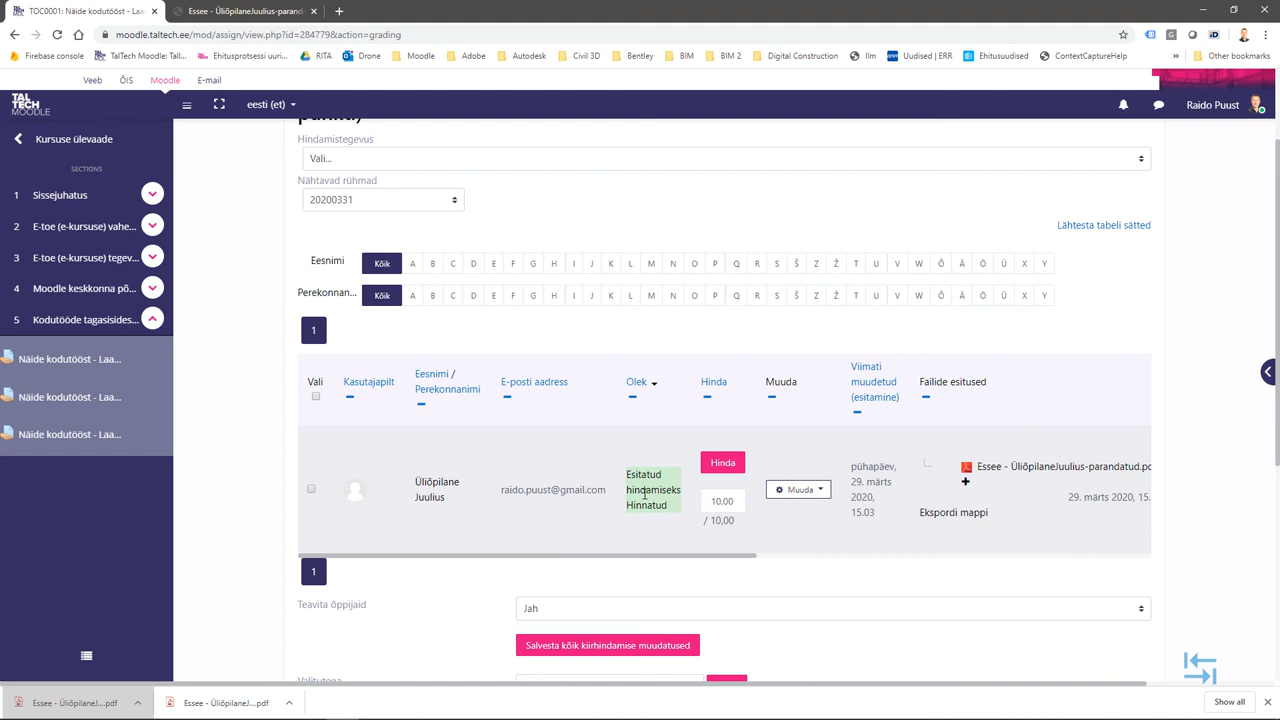 TOC0001: Näide kodutööst - L
Essee - ÜliõpilaneJuulius-parand
moodle.taltech.ee/mod/assign/view.php?id=284779&action=grading
Firebase console
TalTech Moodle: Tall...
Ehitusprotsessi uuri...
RITA
Drone
Moodle
Adobe
Autodesk
Civil 3D
Bentley
BIM
BIM 2
Digital Construction
Ilm
Uudised | ERR
Ehitusuudised
ContextCaptureHelp
»
Other bookmarks
Veeb ÕIS Moodle E-mail
TAL
TECH
MOODLE
eesti (et)
Raido Puust
Kursuse ülevaade
SECTIONS
1 Sissejuhatus
2 E-toe (e-kursuse) vahe...
3 E-toe (e-kursuse) tegev...
4 Moodle keskkonna põ...
5 Kodutööde tagasisides...
Näide kodutööst - Laa...
Näide kodutööst - Laa...
Näide kodutööst - Laa...
Hindamistegevus
Vali...
Nähtavad rühmad
20200331
Lähtesta tabeli sätted
Eesnimi Kõik A B C D E F G H I J K L M N O P Q R S Š Z Ž T U V W Õ Ä Ö Ü X Y
Perekonnan... Kõik A B C D E F G H I J K L M N O P Q R S Š Z Ž T U V W Õ Ä Ö Ü X Y
1
Vali
Kasutajapilt
Eesnimi /
Perekonnanimi
E-posti aadress
Olek
Hinda
Muuda
Viimati
muudetud
(esitamine)
Failide esitused
Üliõpilane
Juulius
raido.puust@gmail.com
Esitatud
hindamiseks
Hinnatud
Hinda
10,00
/ 10,00
Muuda
pühapäev,
29. märts
2020,
15.03
Essee - ÜliõpilaneJuulius-parandatud.pd
29. märts 2020, 15.
Ekspordi mappi
1
Teavita õppijaid
Jah
Salvesta kõik kiirhindamise muudatused
Essee - ÜliõpilaneJ....pdf
Essee - ÜliõpilaneJ....pdf
Show all